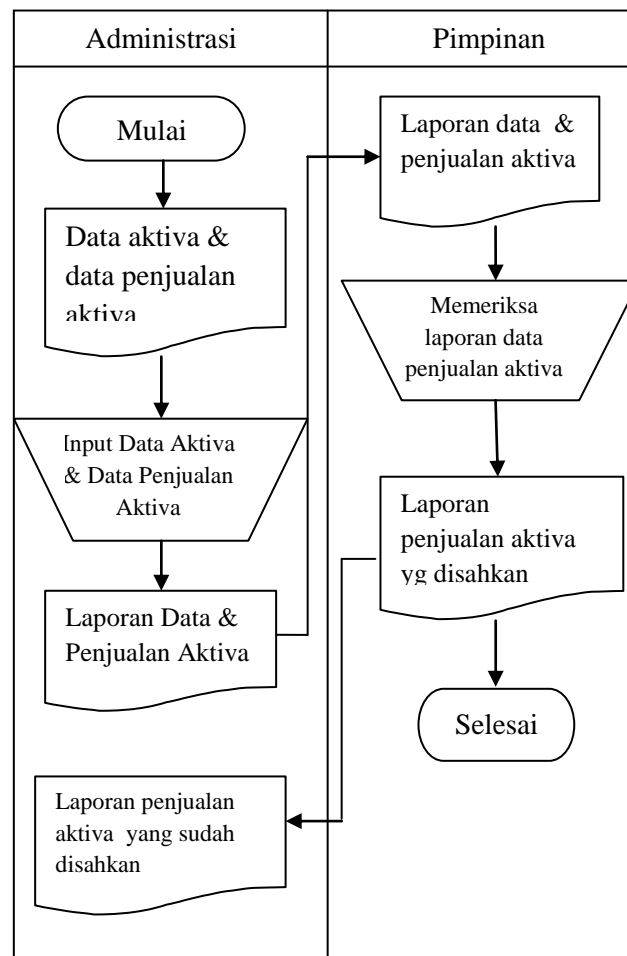 Administrasi
Pimpinan
Mulai
Data aktiva &
data penjualan
aktiva
Input Data Aktiva
& Data Penjualan
Aktiva
Laporan Data &
Penjualan Aktiva
Laporan penjualan
aktiva yang sudah
disahkan
Laporan data &
penjualan aktiva
Memeriksa
laporan data
penjualan aktiva
Laporan
penjualan aktiva
yg disahkan
Selesai